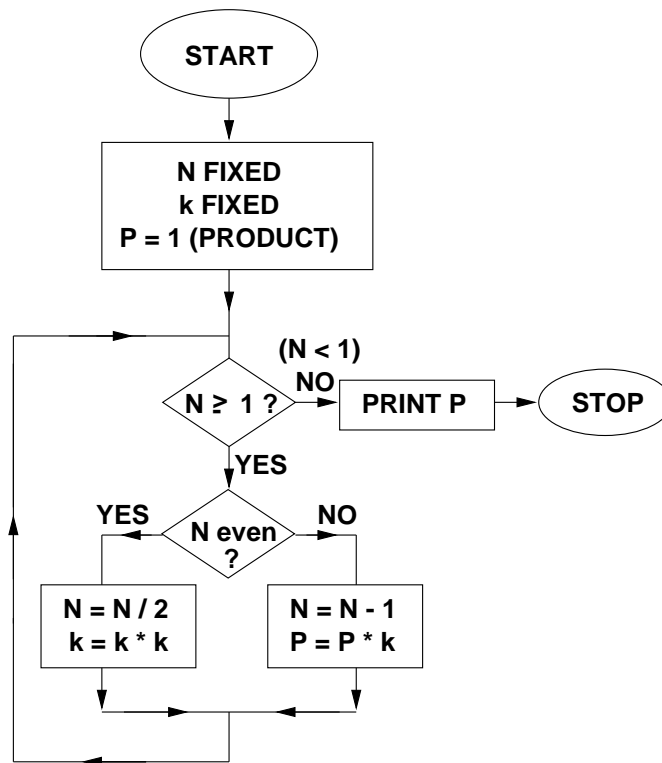 START
N FIXED
k FIXED
P = 1 (PRODUCT)
(N < 1)
NO
N ≥ 1 ?
PRINT P
STOP
YES
YES
N even
?
NO
N = N / 2
k = k * k
N = N - 1
P = P * k